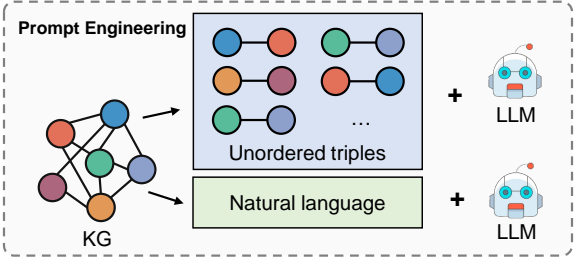 Prompt Engineering
Unordered triples
…
+
LLM
KG
Natural language
+
LLM